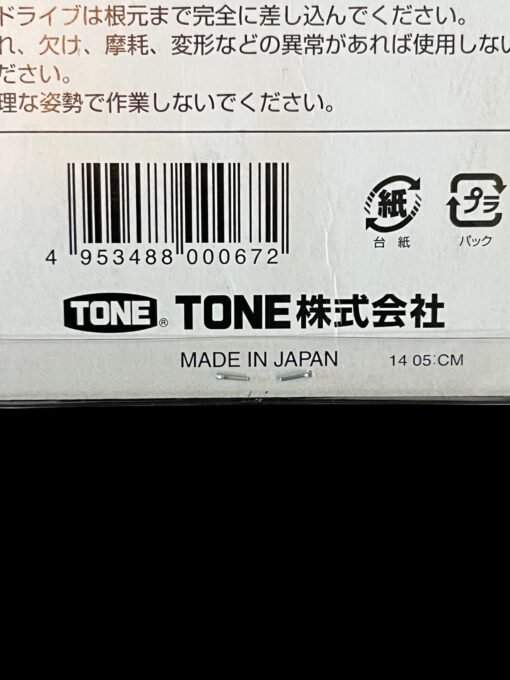 ドライブは根元まで完全に差し込んでください。
れ、欠け、摩耗、変形などの異常があれば使用しない
ださい。
理な姿勢で作業しないでください。
紙
プラ
台 紙
パック
4 953488 000672
TONE® TONE株式会社
MADE IN JAPAN
14 05:CM